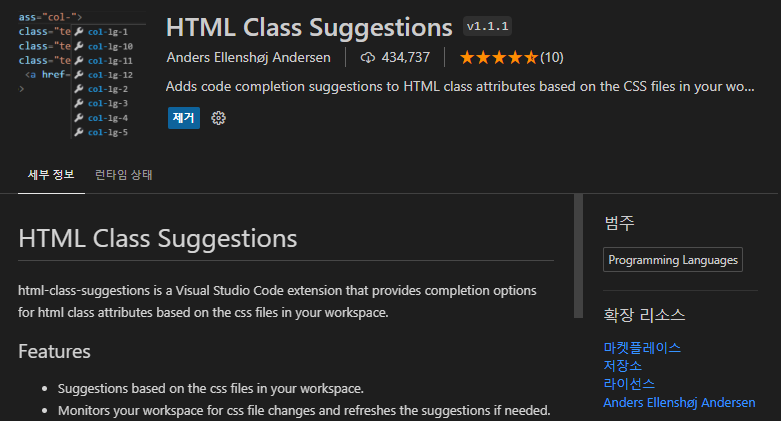 ass="col-">
class="te
class="te
class="te
<a href=
>
col-lg-1
col-lg-10
col-lg-11
col-lg-12
col-lg-2
col-lg-3
col-lg-4
col-lg-5
HTML Class Suggestions v1.1.1
Anders Ellenshøj Andersen 434,737 (10)
Adds code completion suggestions to HTML class attributes based on the CSS files in your wo...
제거
세부 정보 런타임 상태
HTML Class Suggestions
html-class-suggestions is a Visual Studio Code extension that provides completion options
for html class attributes based on the css files in your workspace.
Features
• Suggestions based on the css files in your workspace.
• Monitors your workspace for css file changes and refreshes the suggestions if needed.
범주
Programming Languages
확장 리소스
마켓플레이스
저장소
라이선스
Anders Ellenshøj Andersen